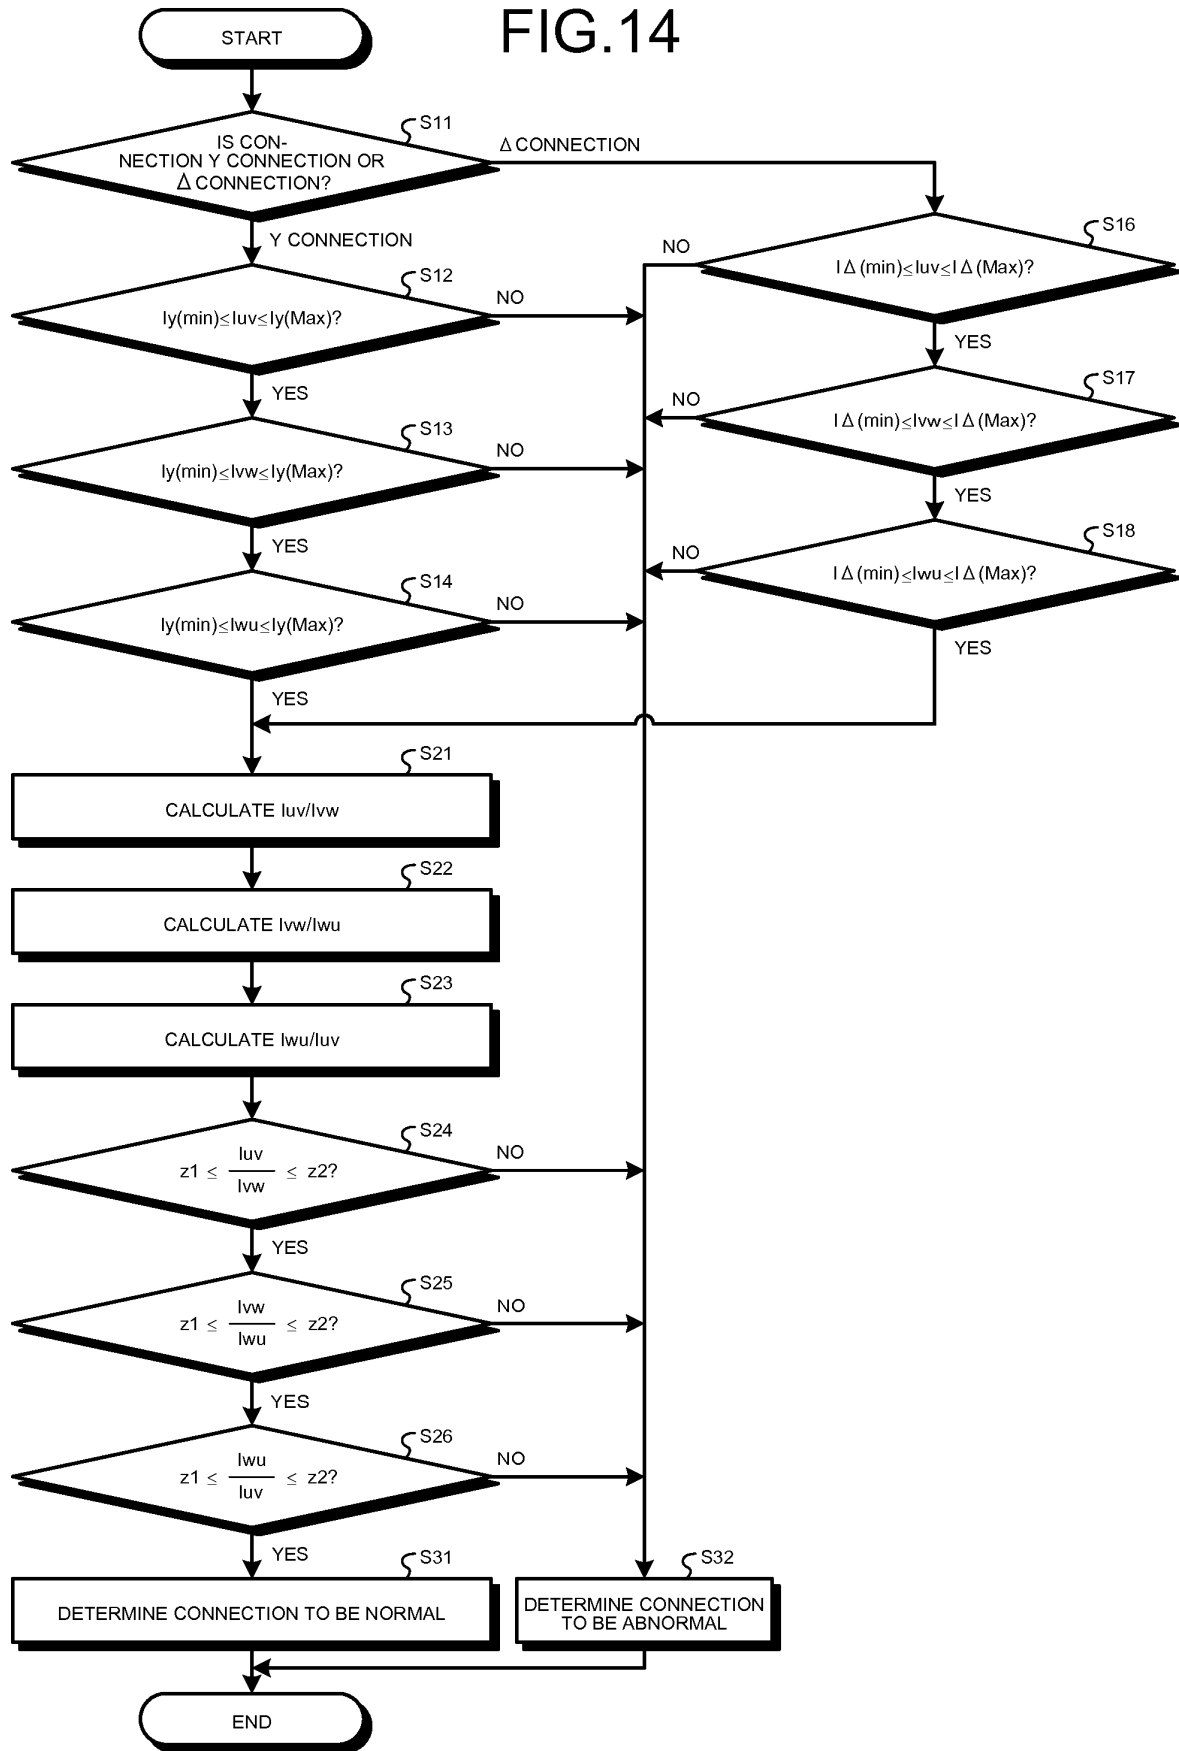 FIG.14
START
S11
IS CON-
NECTION Y CONNECTION OR
Δ CONNECTION?
Δ CONNECTION
Y CONNECTION
S12
Iy(min)≤Iuv≤Iy(Max)?
NO
YES
S13
Iy(min)≤Ivw≤Iy(Max)?
NO
YES
S14
Iy(min)≤Iwu≤Iy(Max)?
NO
YES
S16
IΔ(min)≤Iuv≤IΔ(Max)?
NO
YES
S17
IΔ(min)≤Ivw≤IΔ(Max)?
NO
YES
S18
IΔ(min)≤Iwu≤IΔ(Max)?
NO
YES
S21
CALCULATE Iuv/Ivw
S22
CALCULATE Ivw/Iwu
S23
CALCULATE Iwu/Iuv
S24
z1 ≤ Iuv/Ivw ≤ z2?
NO
YES
S25
z1 ≤ Ivw/Iwu ≤ z2?
NO
YES
S26
z1 ≤ Iwu/Iuv ≤ z2?
NO
YES
S31
DETERMINE CONNECTION TO BE NORMAL
S32
DETERMINE CONNECTION
TO BE ABNORMAL
END